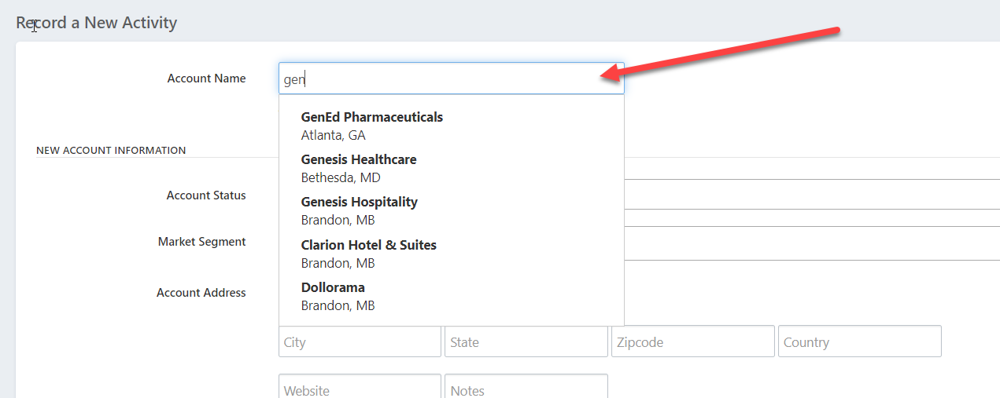 Record a New Activity
Account Name
gen
GenEd Pharmaceuticals
Atlanta, GA
Genesis Healthcare
Bethesda, MD
Genesis Hospitality
Brandon, MB
Clarion Hotel & Suites
Brandon, MB
Dollorama
Brandon, MB
NEW ACCOUNT INFORMATION
Account Status
Market Segment
Account Address
City
State
Zipcode
Country
Website
Notes